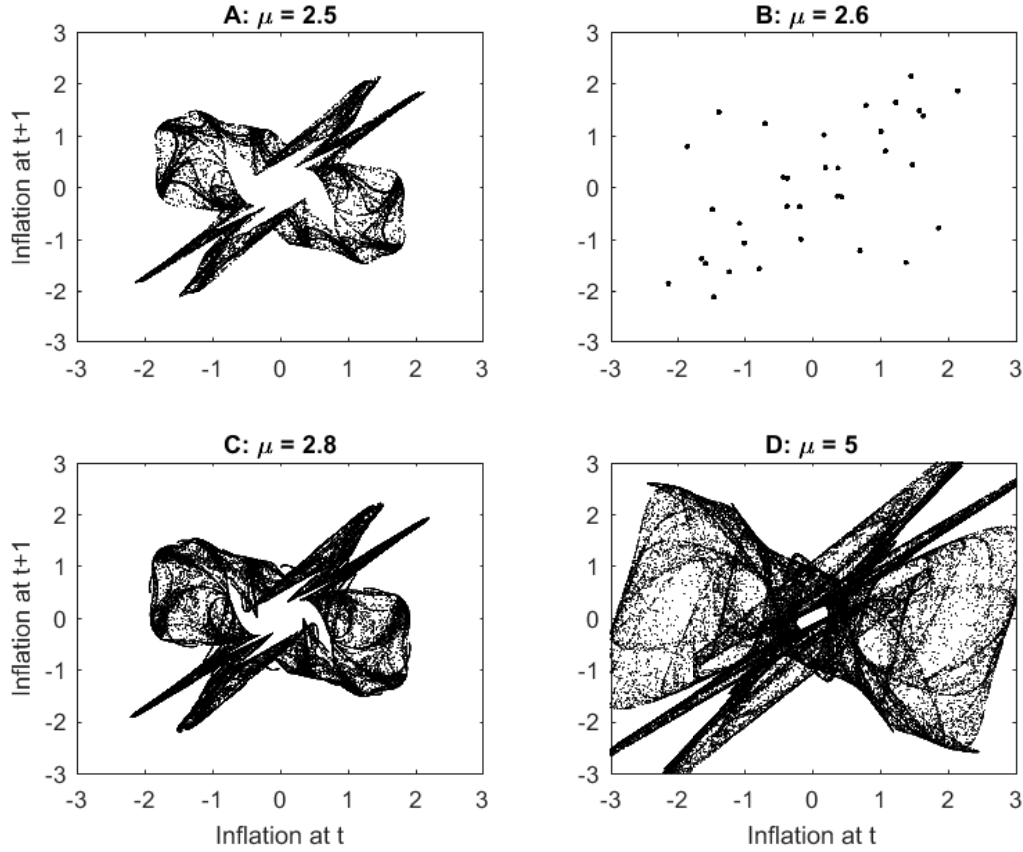 A: μ = 2.5
B: μ = 2.6
Inflation at t+1
3
2
1
0
-1
-2
-3
-3 -2 -1 0 1 2 3
3
2
1
0
-1
-2
-3
-3 -2 -1 0 1 2 3
C: μ = 2.8
D: μ = 5
Inflation at t+1
3
2
1
0
-1
-2
-3
-3 -2 -1 0 1 2 3
Inflation at t
3
2
1
0
-1
-2
-3
-3 -2 -1 0 1 2 3
Inflation at t